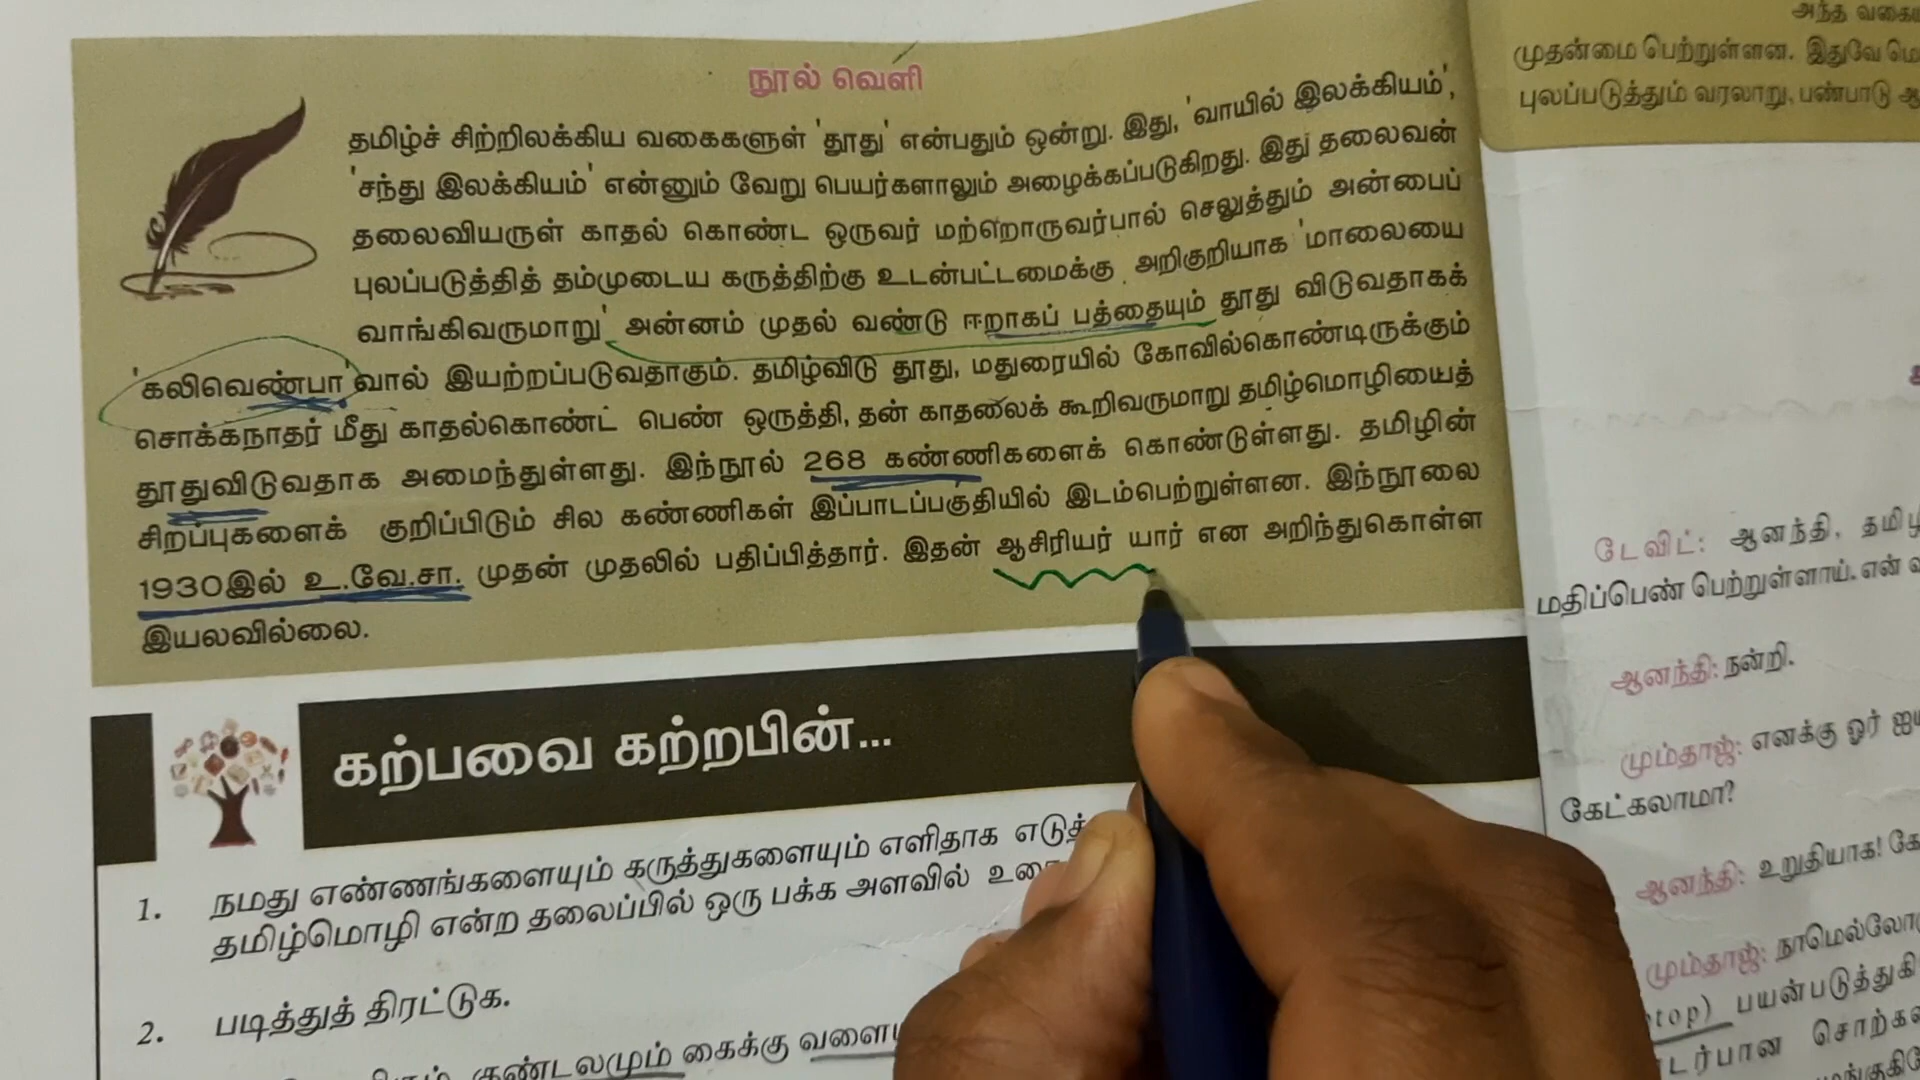 நூல் வெளி
தமிழ்ச் சிற்றிலக்கிய வகைகளுள் 'தூது' என்பதும் ஒன்று. இது, 'வாயில் இலக்கியம்',
'சந்து இலக்கியம்' என்னும் வேறு பெயர்களாலும் அழைக்கப்படுகிறது. இது தலைவன்
தலைவியருள் காதல் கொண்ட ஒருவர் மற்றொருவர்பால் செலுத்தும் அன்பைப்
புலப்படுத்தித் தம்முடைய கருத்திற்கு உடன்பட்டமைக்கு அறிகுறியாக 'மாலையை
வாங்கிவருமாறு' அன்னம் முதல் வண்டு ஈறாகப் பத்தையும் தூது விடுவதாகக்
'கலிவெண்பா'வால் இயற்றப்படுவதாகும். தமிழ்விடு தூது, மதுரையில் கோவில்கொண்டிருக்கும்
சொக்கநாதர் மீது காதல்கொண்ட பெண் ஒருத்தி, தன் காதலைக் கூறிவருமாறு தமிழ்மொழியைத்
தூதுவிடுவதாக அமைந்துள்ளது. இந்நூல் 268 கண்ணிகளைக் கொண்டுள்ளது. தமிழின்
சிறப்புகளைக் குறிப்பிடும் சில கண்ணிகள் இப்பாடப்பகுதியில் இடம்பெற்றுள்ளன. இந்நூலை
1930இல் உ.வே.சா. முதன் முதலில் பதிப்பித்தார். இதன் ஆசிரியர் யார் என அறிந்துகொள்ள
இயலவில்லை.
கற்பவை கற்றபின்...
1. நமது எண்ணங்களையும் கருத்துகளையும் எளிதாக எடுத்
தமிழ்மொழி என்ற தலைப்பில் ஒரு பக்க அளவில்
2. படித்துத் திரட்டுக.
குண்டலமும் கைக்கு
அந்த
முதன்மை பெற்றுள்ளன. இதுவே
புலப்படுத்தும் வரலாறு, பண்பாடு
டேவிட்: ஆனந்தி,
மதிப்பெண் பெற்றுள்ளாய். என்
ஆனந்தி: நன்றி.
மும்தாஜ்: எனக்கு ஓர்
கேட்கலாமா?
ஆனந்தி: உறுதியாக!
மும்தாஜ்:
top) பயன்படுத்துகி